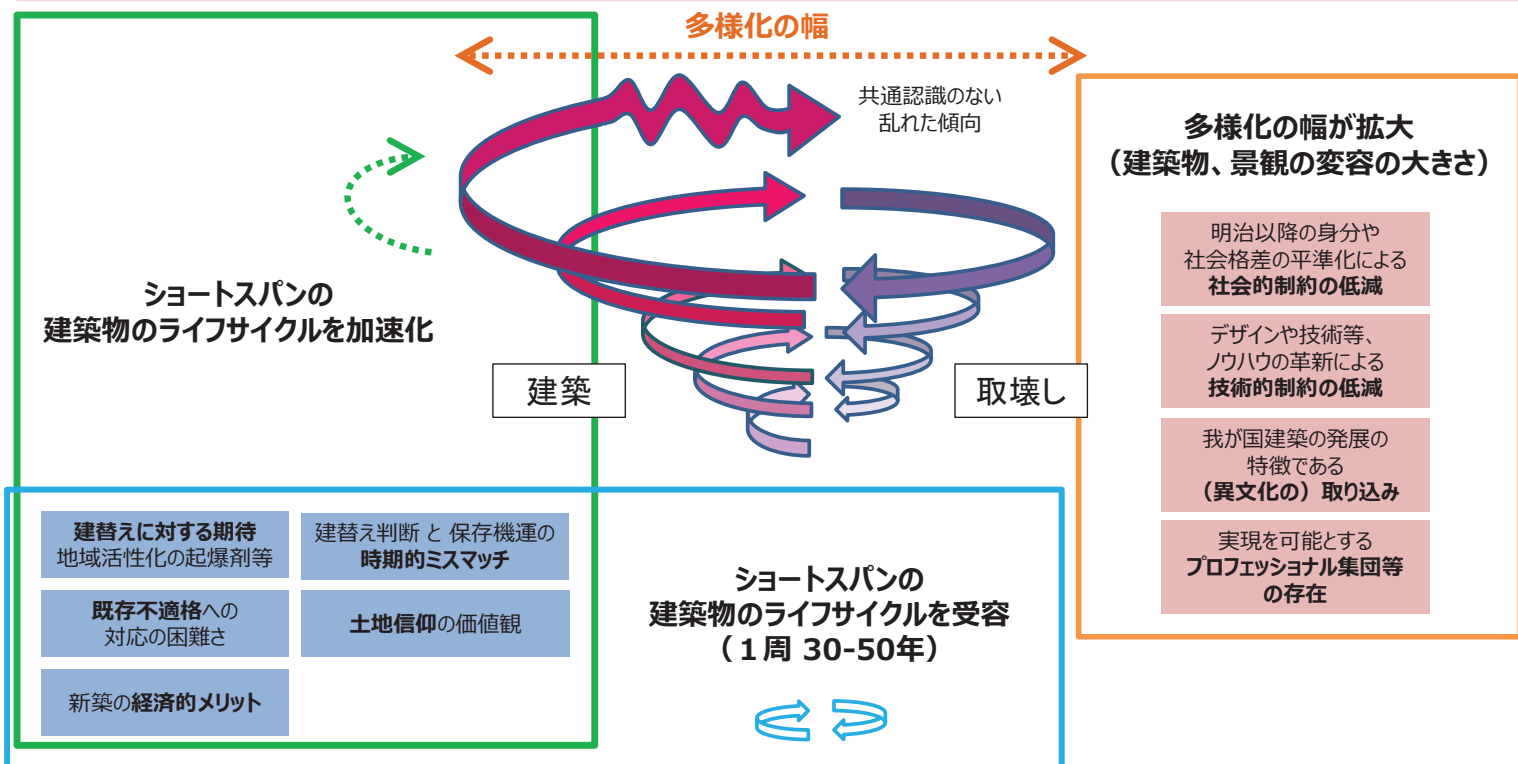 多様化の幅
共通認識のない
乱れた傾向
ショートスパンの
建築物のライフサイクルを加速化
建築
取壊し
多様化の幅が拡大
（建築物、景観の変容の大きさ）
明治以降の身分や
社会格差の平準化による
社会的制約の低減
デザインや技術等、
ノウハウの革新による
技術的制約の低減
我が国建築の発展の
特徴である
（異文化の）取り込み
実現を可能とする
プロフェッショナル集団等
の存在
建替えに対する期待
地域活性化の起爆剤等
建替え判断 と 保存機運の
時期的ミスマッチ
既存不適格への
対応の困難さ
土地信仰の価値観
新築の経済的メリット
ショートスパンの
建築物のライフサイクルを受容
（１周 30-50年）